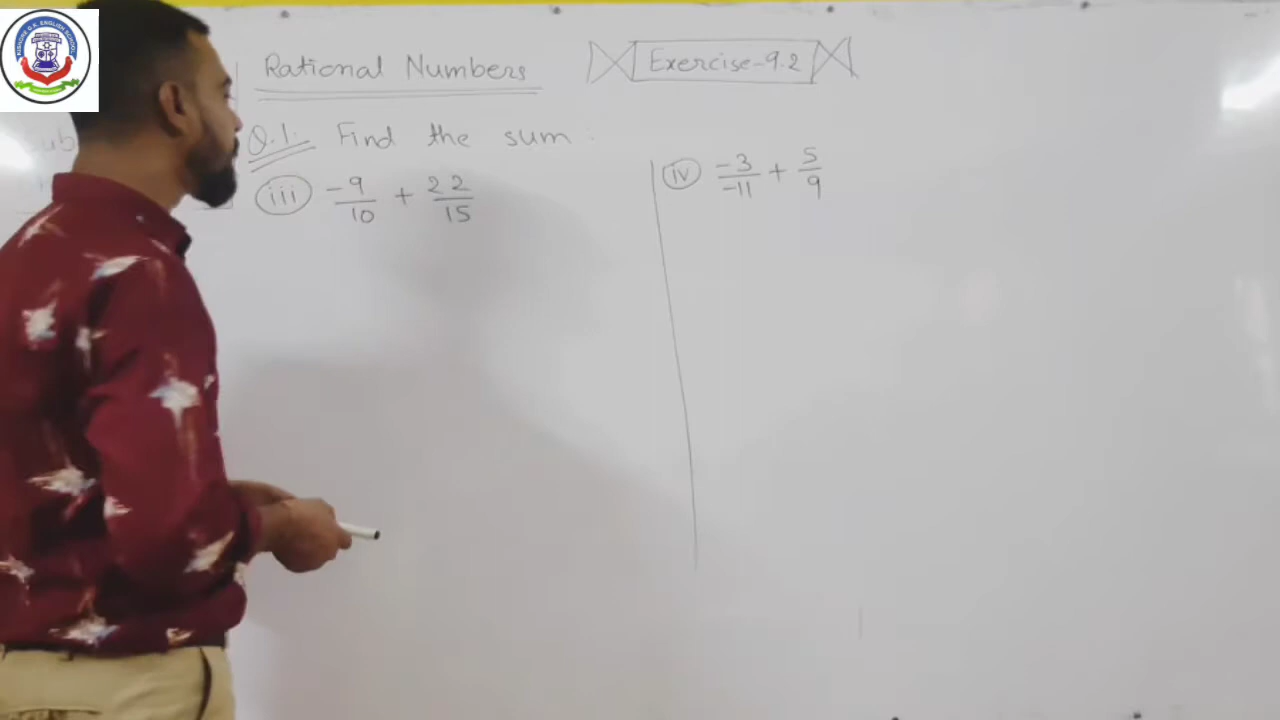 Rational Numbers
Exercise-9.2
Q.1. Find the sum:
(iii) -9/10 + 22/15
(iv) -3/-11 + 5/9